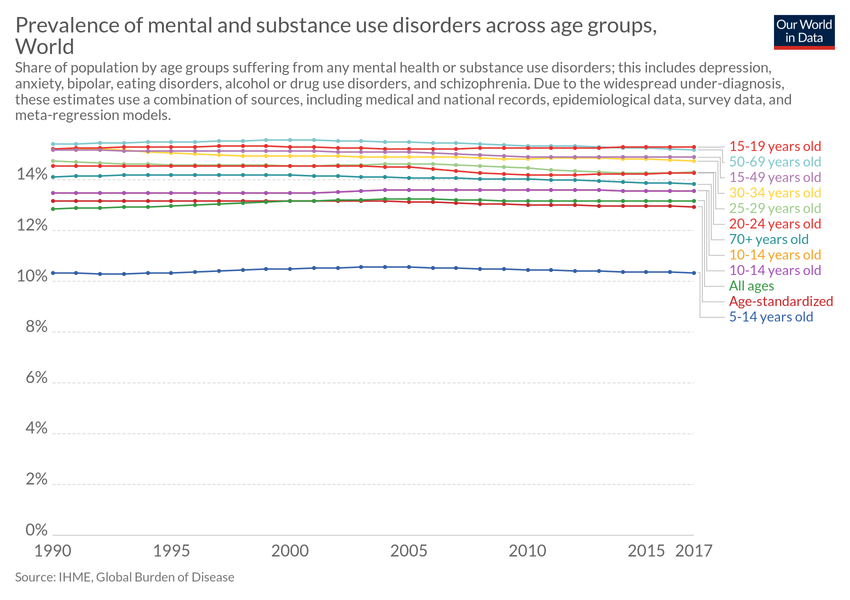 Prevalence of mental and substance use disorders across age groups,
World
Our World
in Data
Share of population by age groups suffering from any mental health or substance use disorders; this includes depression,
anxiety, bipolar, eating disorders, alcohol or drug use disorders, and schizophrenia. Due to the widespread under-diagnosis,
these estimates use a combination of sources, including medical and national records, epidemiological data, survey data, and
meta-regression models.
14%
12%
10%
8%
6%
4%
2%
0%
15-19 years old
50-69 years old
15-49 years old
30-34 years old
25-29 years old
20-24 years old
70+ years old
10-14 years old
10-14 years old
All ages
Age-standardized
5-14 years old
1990
1995
2000
2005
2010
2015
2017
Source: IHME, Global Burden of Disease